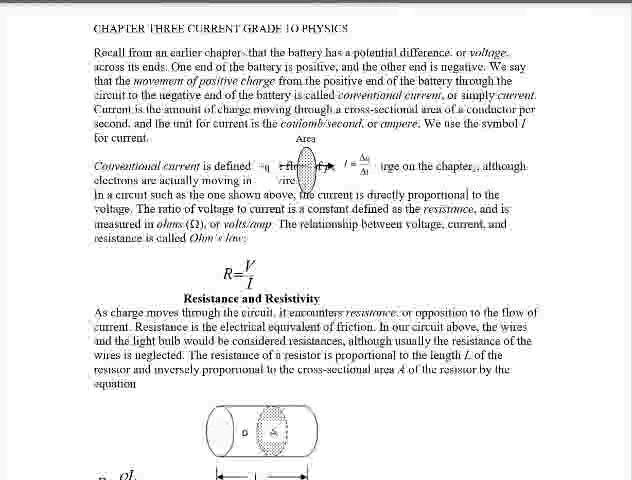 CHAPTER THREE CURRENT GRADE 10 PHYSICS
Recall from an earlier chapter, that the battery has a potential difference, or voltage,
across its ends. One end of the battery is positive, and the other end is negative. We say
that the movement of positive charge from the positive end of the battery through the
circuit to the negative end of the battery is called conventional current, or simply current.
Current is the amount of charge moving through a cross-sectional area of a conductor per
second, and the unit for current is the coulomb/second, or ampere. We use the symbol I
for current.
Area
Conventional current is defined +q I = Δq/Δt rge on the chapter, although
electrons are actually moving in wire
In a circuit such as the one shown above, the current is directly proportional to the
voltage. The ratio of voltage to current is a constant defined as the resistance, and is
measured in ohms (Ω), or volts/amp. The relationship between voltage, current, and
resistance is called Ohm's law:
R=V/I
Resistance and Resistivity
As charge moves through the circuit, it encounters resistance, or opposition to the flow of
current. Resistance is the electrical equivalent of friction. In our circuit above, the wires
and the light bulb would be considered resistances, although usually the resistance of the
wires is neglected. The resistance of a resistor is proportional to the length L of the
resistor and inversely proportional to the cross-sectional area A of the resistor by the
equation
A
L
ρL